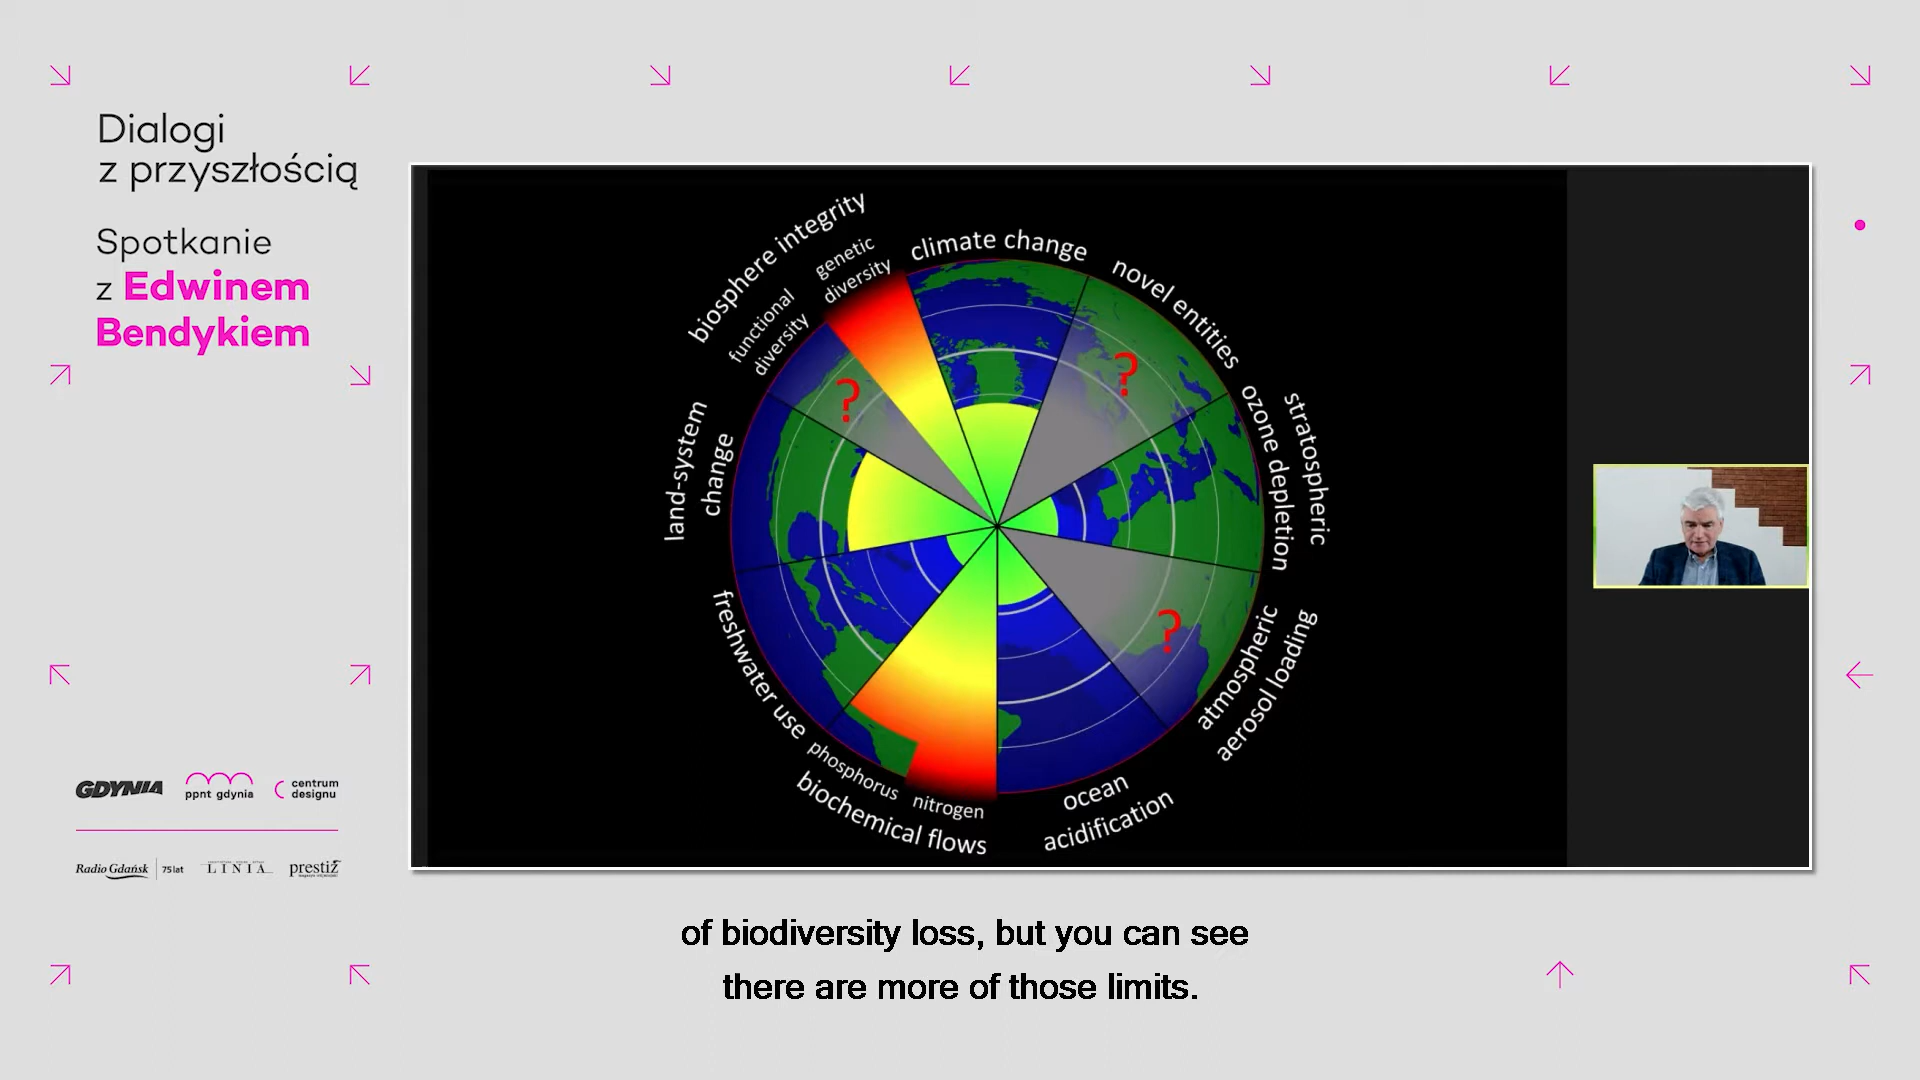 Dialogi
z przyszłością
Spotkanie
z Edwinem
Bendykiem
biosphere integrity
genetic
diversity
functional
diversity
climate change
novel entities
stratospheric
ozone depletion
atmospheric
aerosol loading
ocean
acidification
biochemical flows
phosphorus
nitrogen
freshwater use
land-system
change
?
?
?
GDYNIA
ppnt gdynia
centrum
designu
Radio Gdańsk
75 lat
LINIA
prestiż
of biodiversity loss, but you can see
there are more of those limits.